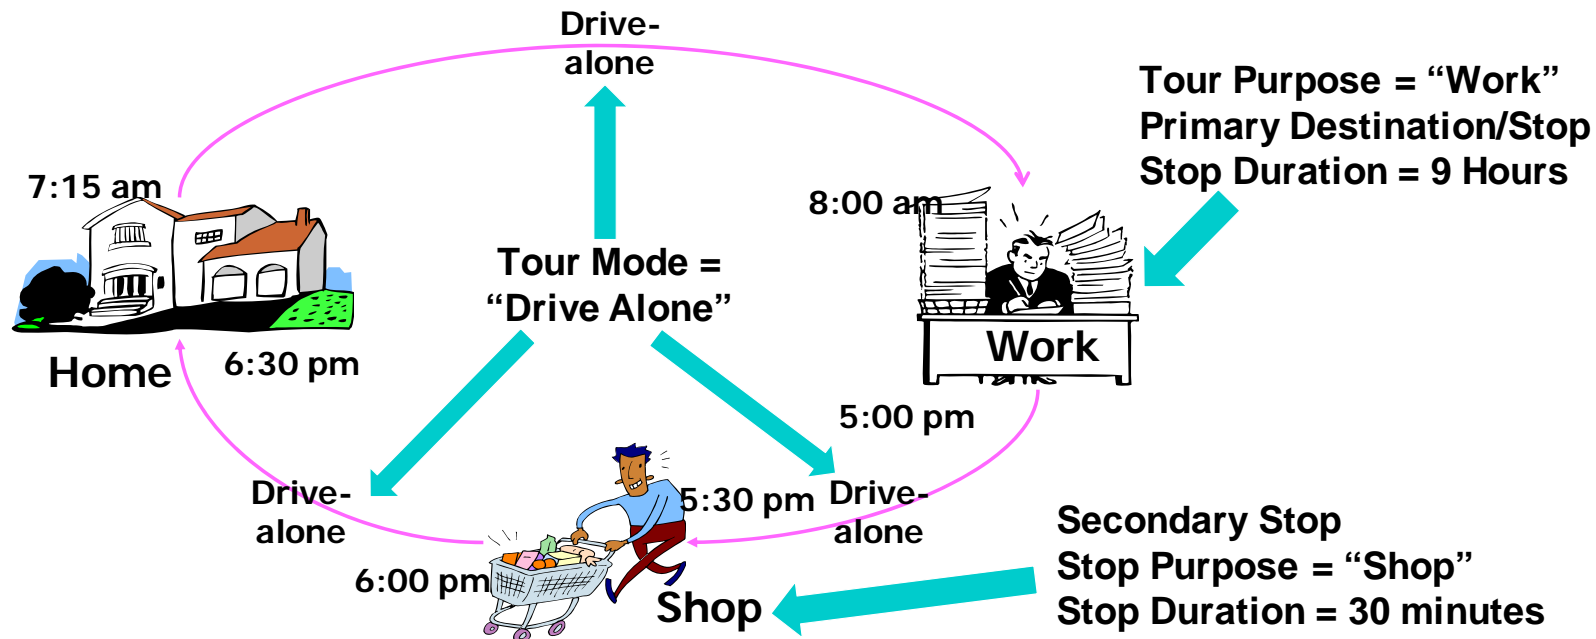 Drive-
alone
Tour Purpose = “Work”
Primary Destination/Stop
Stop Duration = 9 Hours
7:15 am
8:00 am
Tour Mode =
“Drive Alone”
Work
Home
6:30 pm
5:00 pm
Drive-
alone
5:30 pm
Drive-
alone
6:00 pm
Shop
Secondary Stop
Stop Purpose = “Shop”
Stop Duration = 30 minutes